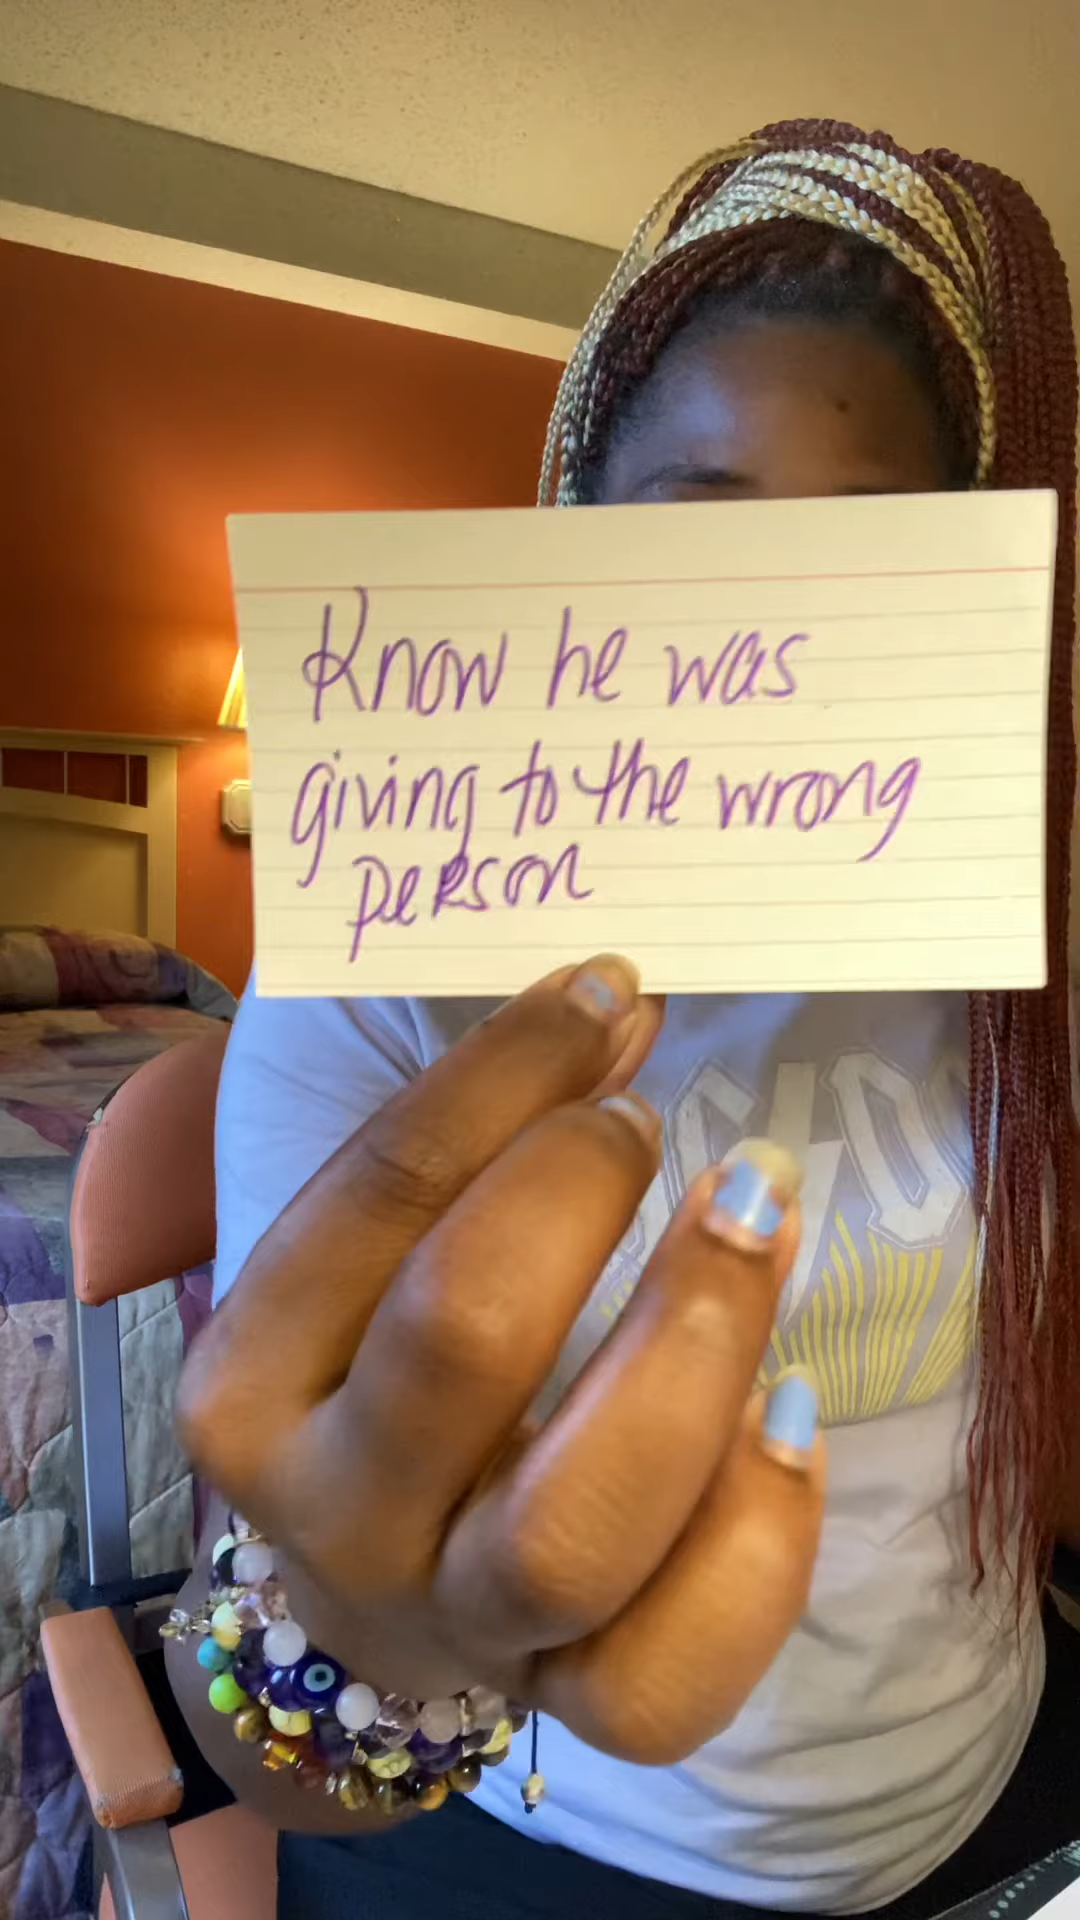 Know he was
giving to the wrong
person